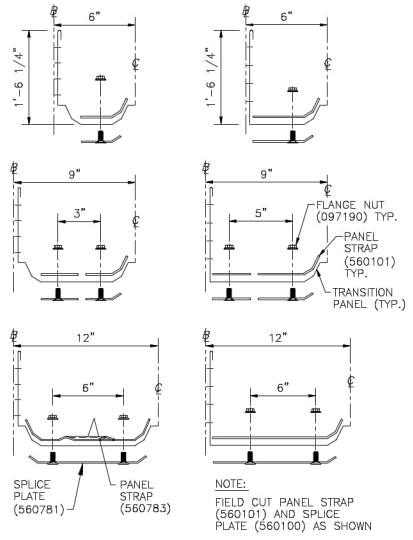 B
6"
B
6"
1'-6 1/4"
C
1'-6 1/4"
C
B
9"
B
9"
3"
C
5"
C
FLANGE NUT
(097190) TYP.
PANEL
STRAP
(560101)
TYP.
TRANSITION
PANEL (TYP.)
B
12"
B
12"
6"
C
6"
C
SPLICE
PLATE
(560781)
PANEL
STRAP
(560783)
NOTE:
FIELD CUT PANEL STRAP
(560101) AND SPLICE
PLATE (560100) AS SHOWN